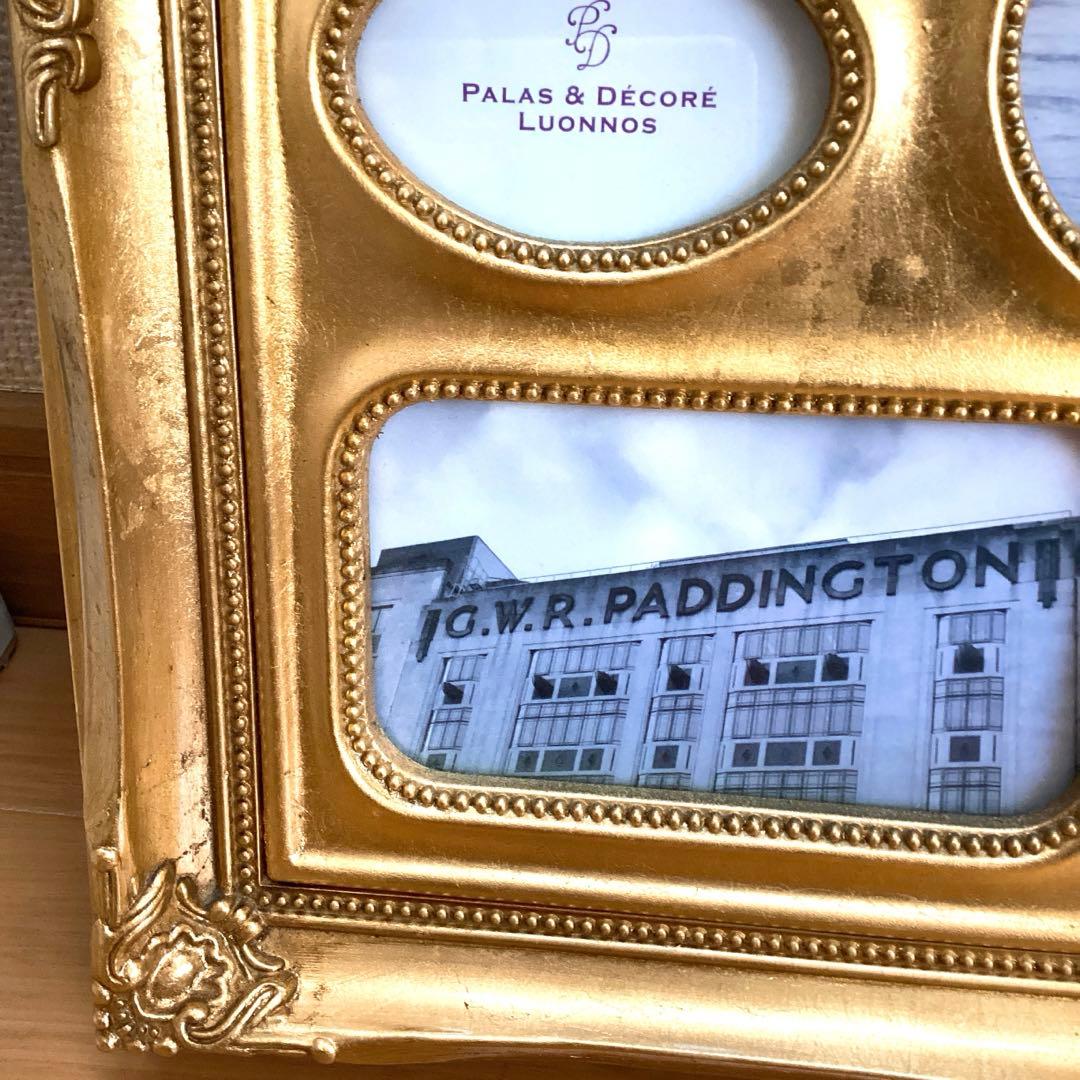 PD
PALAS & DÉCORÉ
LUONNOS
G.W.R. PADDINGTON